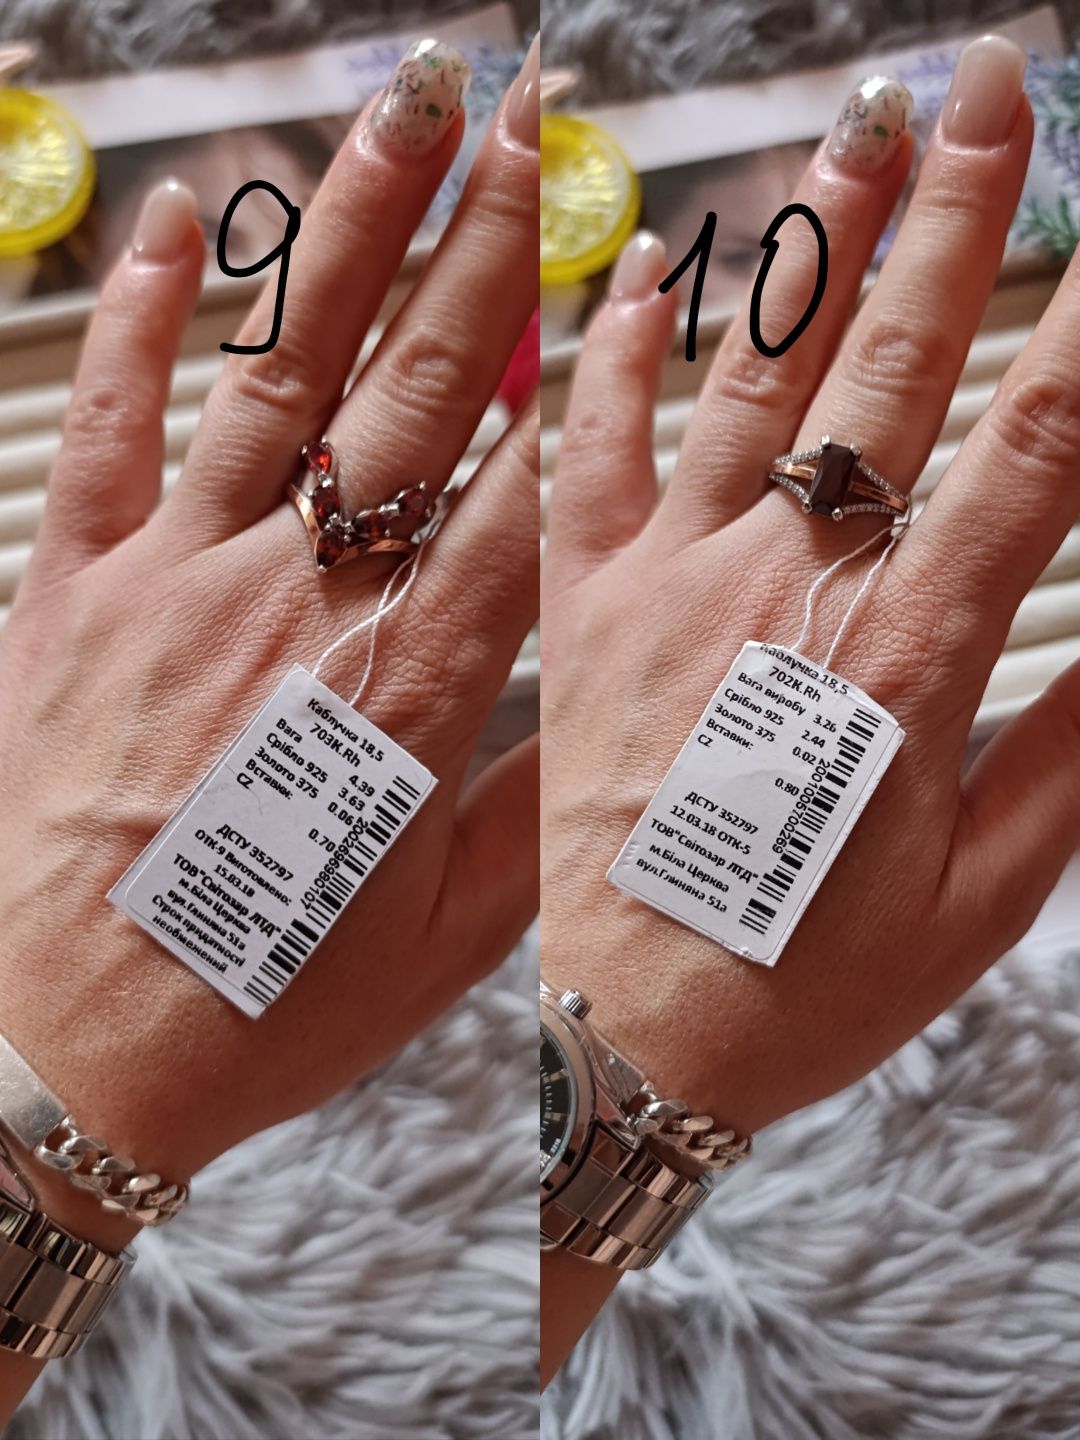 9
Каблучка 18,5
703К.Rh
Вага 4.39
Срібло 925 3.63
Золото 375 0.06
Вставки:
CZ 0.70
ДСТУ 352797
ОТК-9 Виготовлено:
15.03.18
ТОВ"Світозар ЛТД"
м.Біла Церква
вул.Глиняна 51а
Строк придатності
необмежений
2002696980107
10
Каблучка 18,5
702К.Rh
Вага виробу 3.26
Срібло 925 2.44
Золото 375 0.02
Вставки:
CZ 0.80
ДСТУ 352797
12.03.18 ОТК-5
ТОВ"Світозар ЛТД"
м.Біла Церква
вул.Глиняна 51а
2001005700269